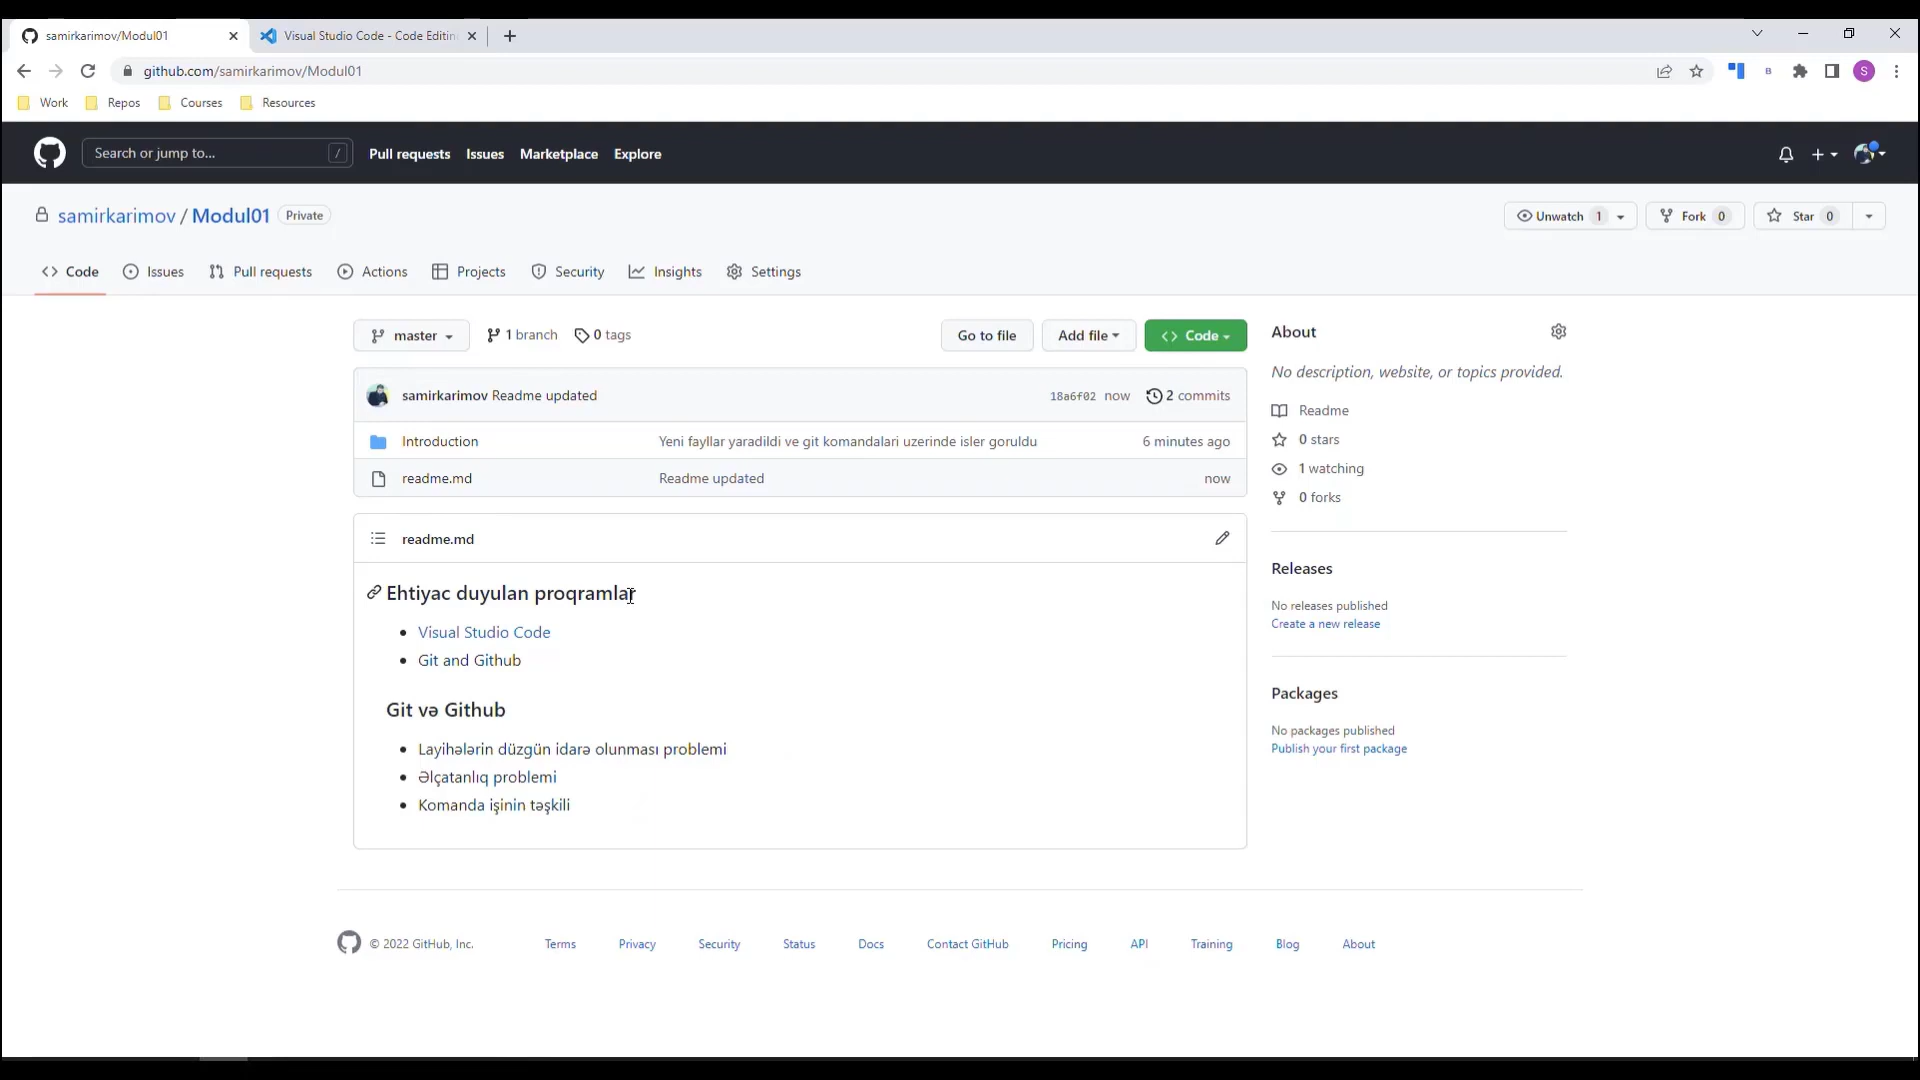 samirkarimov/Modul01
Visual Studio Code - Code Editin
github.com/samirkarimov/Modul01
S
Work Repos Courses Resources
Search or jump to... /
Pull requests Issues Marketplace Explore
samirkarimov / Modul01 Private
Unwatch 1 Fork 0 Star 0
Code Issues Pull requests Actions Projects Security Insights Settings
master 1 branch 0 tags
Go to file Add file Code
samirkarimov Readme updated 18a6f02 now 2 commits
Introduction Yeni fayllar yaradildi ve git komandalari uzerinde isler goruldu 6 minutes ago
readme.md Readme updated now
readme.md
Ehtiyac duyulan proqramlar
Visual Studio Code
Git and Github
Git və Github
Layihələrin düzgün idarə olunması problemi
Əlçatanlıq problemi
Komanda işinin təşkili
About
No description, website, or topics provided.
Readme
0 stars
1 watching
0 forks
Releases
No releases published
Create a new release
Packages
No packages published
Publish your first package
© 2022 GitHub, Inc. Terms Privacy Security Status Docs Contact GitHub Pricing API Training Blog About